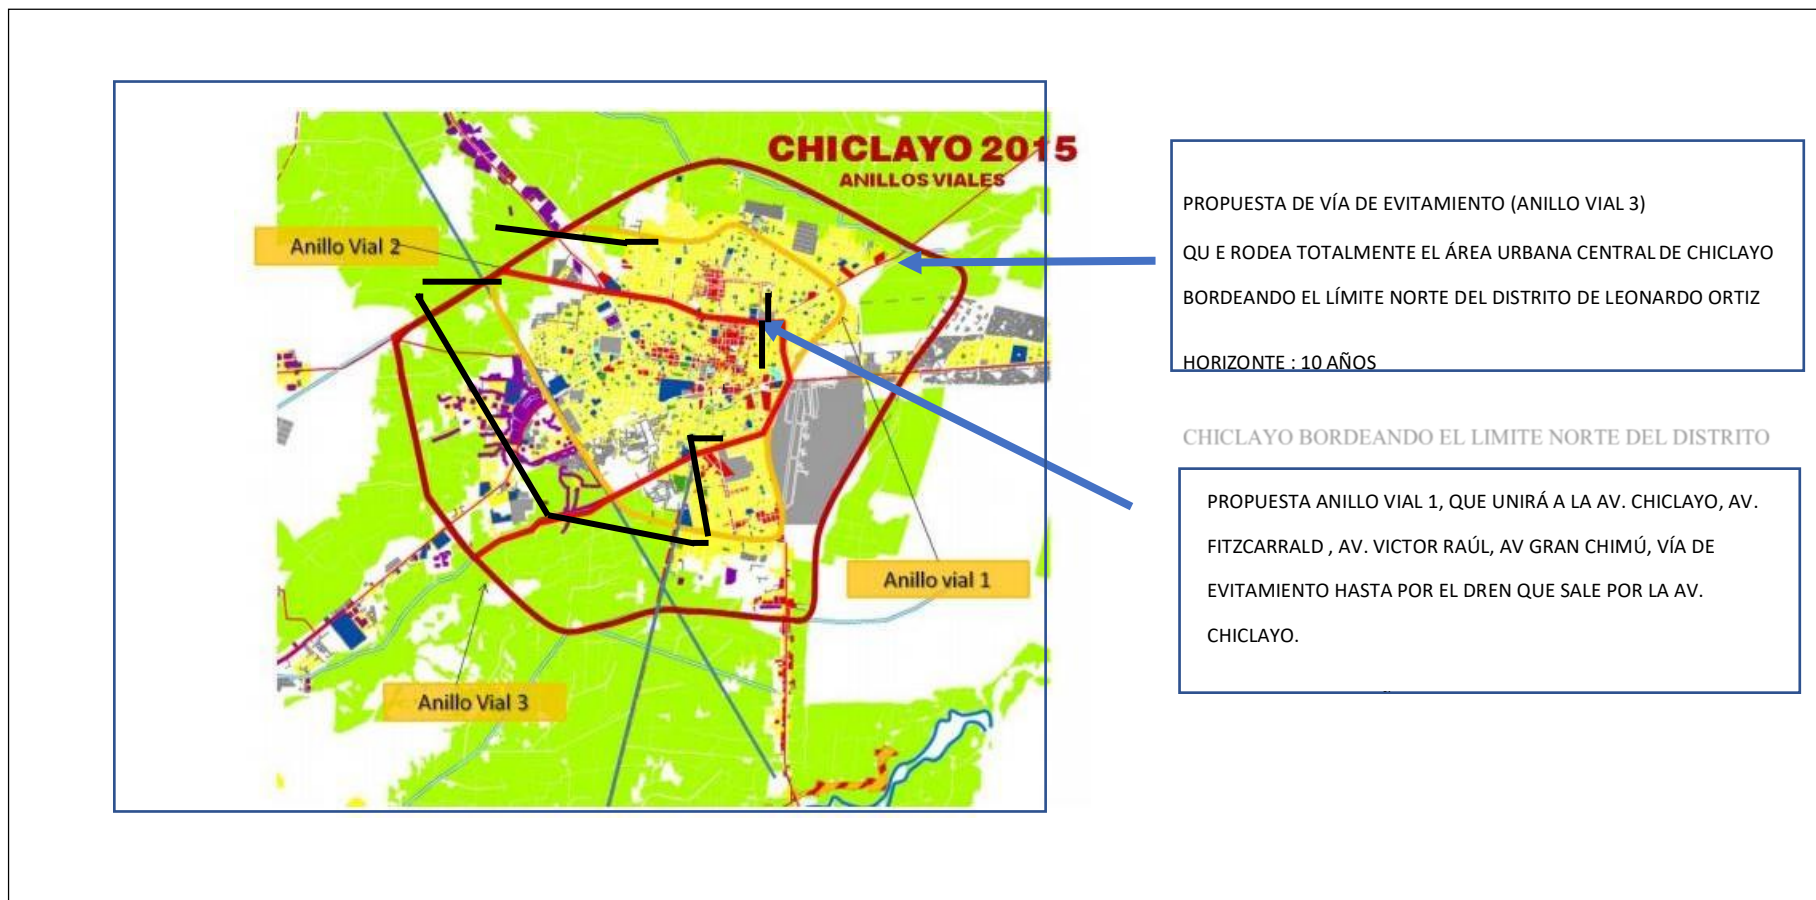 CHICLAYO 2015
ANILLOS VIALES
Anillo Vial 2
Anillo vial 1
Anillo Vial 3
PROPUESTA DE VÍA DE EVITAMIENTO (ANILLO VIAL 3)
QU E RODEA TOTALMENTE EL ÁREA URBANA CENTRAL DE CHICLAYO
BORDEANDO EL LÍMITE NORTE DEL DISTRITO DE LEONARDO ORTIZ
HORIZONTE : 10 AÑOS
CHICLAYO BORDEANDO EL LIMITE NORTE DEL DISTRITO
PROPUESTA ANILLO VIAL 1, QUE UNIRÁ A LA AV. CHICLAYO, AV.
FITZCARRALD , AV. VICTOR RAÚL, AV GRAN CHIMÚ, VÍA DE
EVITAMIENTO HASTA POR EL DREN QUE SALE POR LA AV.
CHICLAYO.